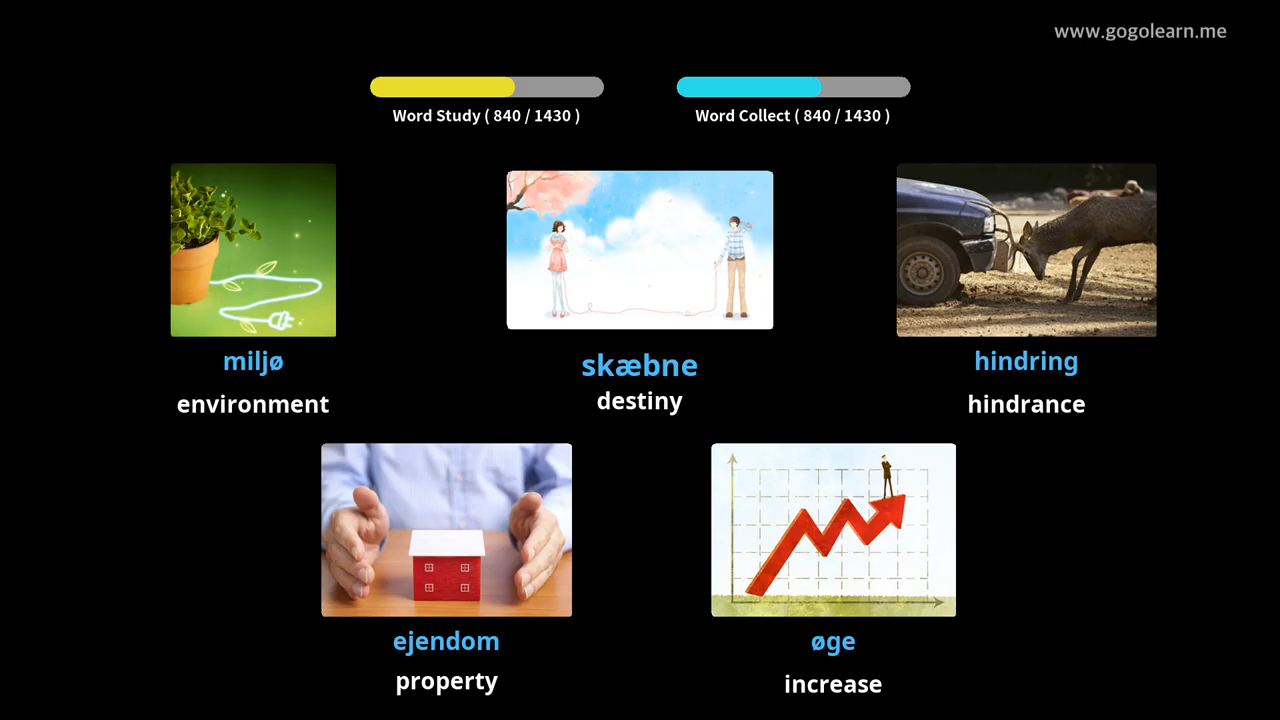 www.gogolearn.me
Word Study ( 840 / 1430 )
Word Collect ( 840 / 1430 )
miljø
environment
skæbne
destiny
hindring
hindrance
ejendom
property
øge
increase